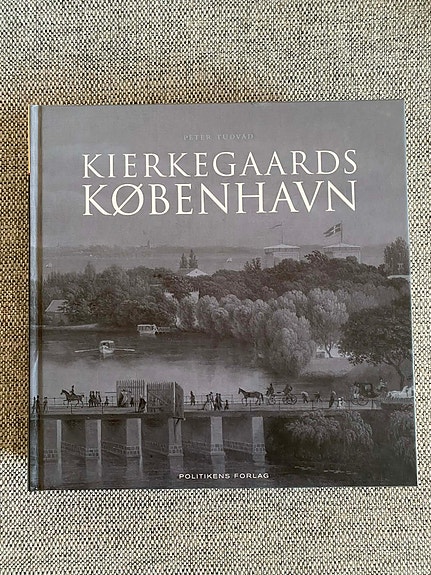 PETER TUDVAD
KIERKEGAARDS
KØBENHAVN
POLITIKENS FORLAG